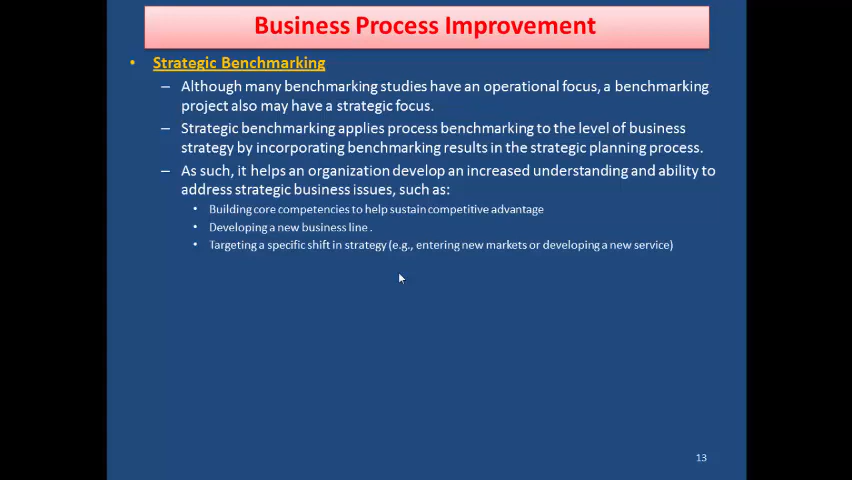 Business Process Improvement
• Strategic Benchmarking
– Although many benchmarking studies have an operational focus, a benchmarking
project also may have a strategic focus.
– Strategic benchmarking applies process benchmarking to the level of business
strategy by incorporating benchmarking results in the strategic planning process.
– As such, it helps an organization develop an increased understanding and ability to
address strategic business issues, such as:
• Building core competencies to help sustain competitive advantage
• Developing a new business line .
• Targeting a specific shift in strategy (e.g., entering new markets or developing a new service)
13